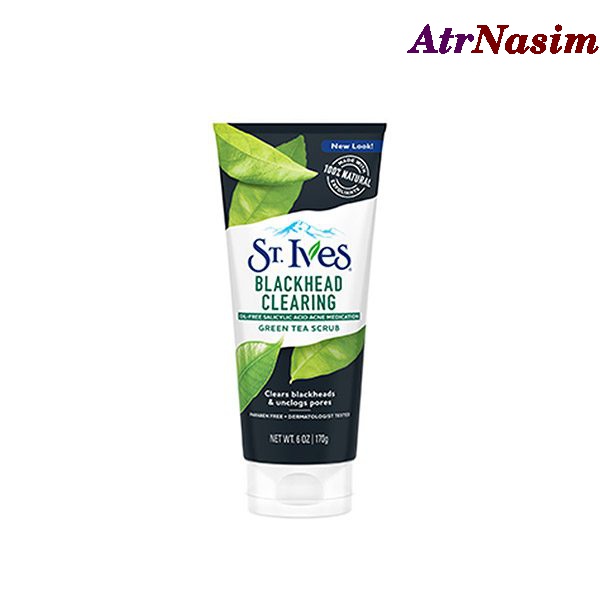 AtrNasim
New Look!
MADE WITH
100% NATURAL
EXFOLIANTS
ST. IVES®
BLACKHEAD
CLEARING
OIL-FREE SALICYLIC ACID ACNE MEDICATION
GREEN TEA SCRUB
Clears blackheads
& unclogs pores
PARABEN FREE • DERMATOLOGIST TESTED
NET WT. 6 OZ | 170g